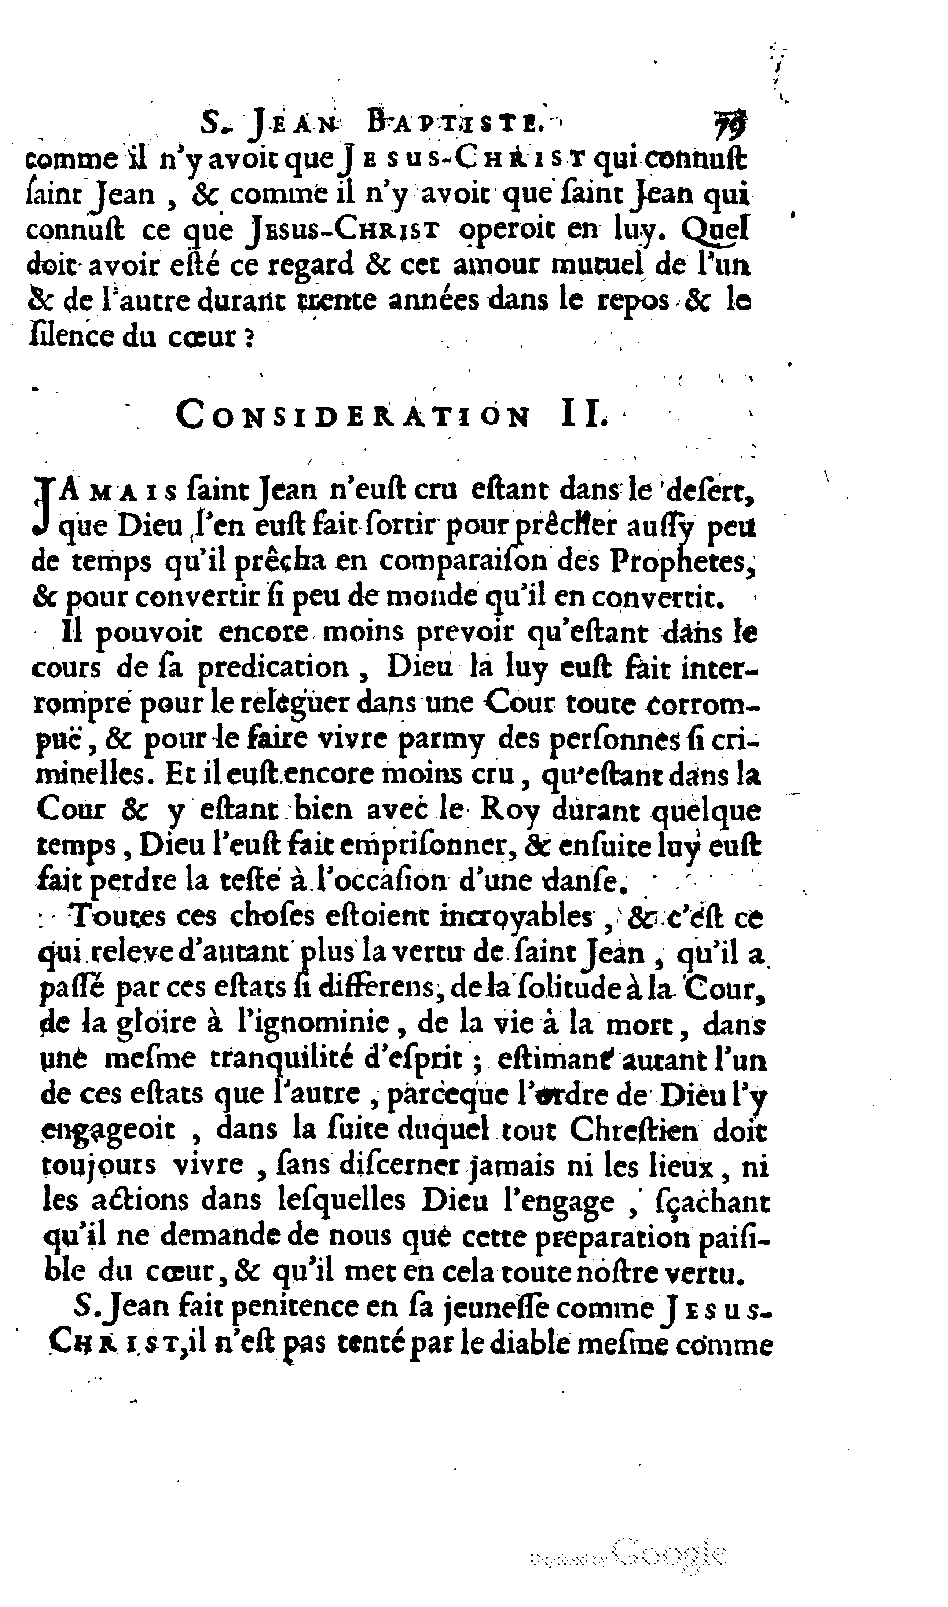 S. JEAN BAPTISTE. 79
comme il n'y avoit que JESUS-CHRIST qui connuſt
ſaint Jean, & comme il n'y avoit que ſaint Jean qui
connuſt ce que JESUS-CHRIST operoit en luy. Quel
doit avoir eſté ce regard & cet amour mutuel de l'un
& de l'autre durant trente années dans le repos & le
ſilence du cœur ?
CONSIDERATION II.
JAMAIS ſaint Jean n'euſt cru eſtant dans le deſert,
que Dieu l'en euſt fait ſortir pour prêcher auſſy peu
de temps qu'il prêcha en comparaiſon des Prophetes,
& pour convertir ſi peu de monde qu'il en convertit.
Il pouvoit encore moins prevoir qu'eſtant dans le
cours de ſa predication, Dieu la luy euſt fait inter-
rompre pour le releguer dans une Cour toute corrom-
puë, & pour le faire vivre parmy des perſonnes ſi cri-
minelles. Et il euſt encore moins cru, qu'eſtant dans la
Cour & y eſtant bien avec le Roy durant quelque
temps, Dieu l'euſt fait empriſonner, & enſuite luy euſt
fait perdre la teſte à l'occaſion d'une danſe.
Toutes ces choſes eſtoient incroyables, & c'eſt ce
qui releve d'autant plus la vertu de ſaint Jean, qu'il a
paſſé par ces eſtats ſi differens, de la ſolitude à la Cour,
de la gloire à l'ignominie, de la vie à la mort, dans
une meſme tranquilité d'eſprit ; eſtimant autant l'un
de ces eſtats que l'autre, parceque l'ordre de Dieu l'y
engageoit, dans la ſuite duquel tout Chreſtien doit
toujours vivre, ſans diſcerner jamais ni les lieux, ni
les actions dans leſquelles Dieu l'engage, ſçachant
qu'il ne demande de nous que cette preparation paiſi-
ble du cœur, & qu'il met en cela toute noſtre vertu.
S. Jean fait penitence en ſa jeuneſſe comme JESUS-
CHRIST, il n'eſt pas tenté par le diable meſme comme
Digitized by Google